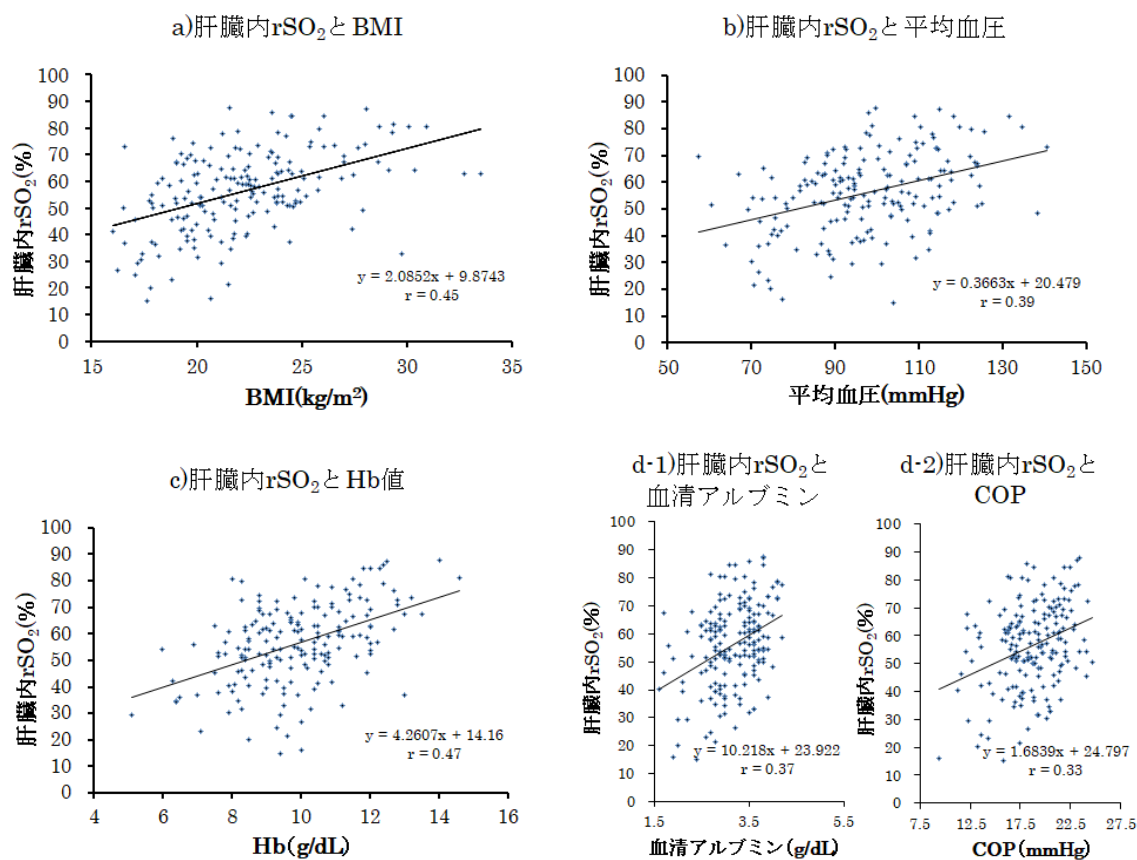 a)肝臓内rSO₂とBMI
100
90
80
70
60
50
40
30
20
10
0
肝臓内rSO₂(%)
y = 2.0852x + 9.8743
r = 0.45
15 20 25 30 35
BMI(kg/m²)
b)肝臓内rSO₂と平均血圧
100
90
80
70
60
50
40
30
20
10
0
肝臓内rSO₂(%)
y = 0.3663x + 20.479
r = 0.39
50 70 90 110 130 150
平均血圧(mmHg)
c)肝臓内rSO₂とHb値
100
90
80
70
60
50
40
30
20
10
0
肝臓内rSO₂(%)
y = 4.2607x + 14.16
r = 0.47
4 6 8 10 12 14 16
Hb(g/dL)
d-1)肝臓内rSO₂と
血清アルブミン
100
90
80
70
60
50
40
30
20
10
0
肝臓内rSO₂(%)
y = 10.218x + 23.922
r = 0.37
1.5 3.5 5.5
血清アルブミン(g/dL)
d-2)肝臓内rSO₂と
COP
100
90
80
70
60
50
40
30
20
10
0
肝臓内rSO₂(%)
y = 1.6839x + 24.797
r = 0.33
7.5 12.5 17.5 22.5 27.5
COP(mmHg)